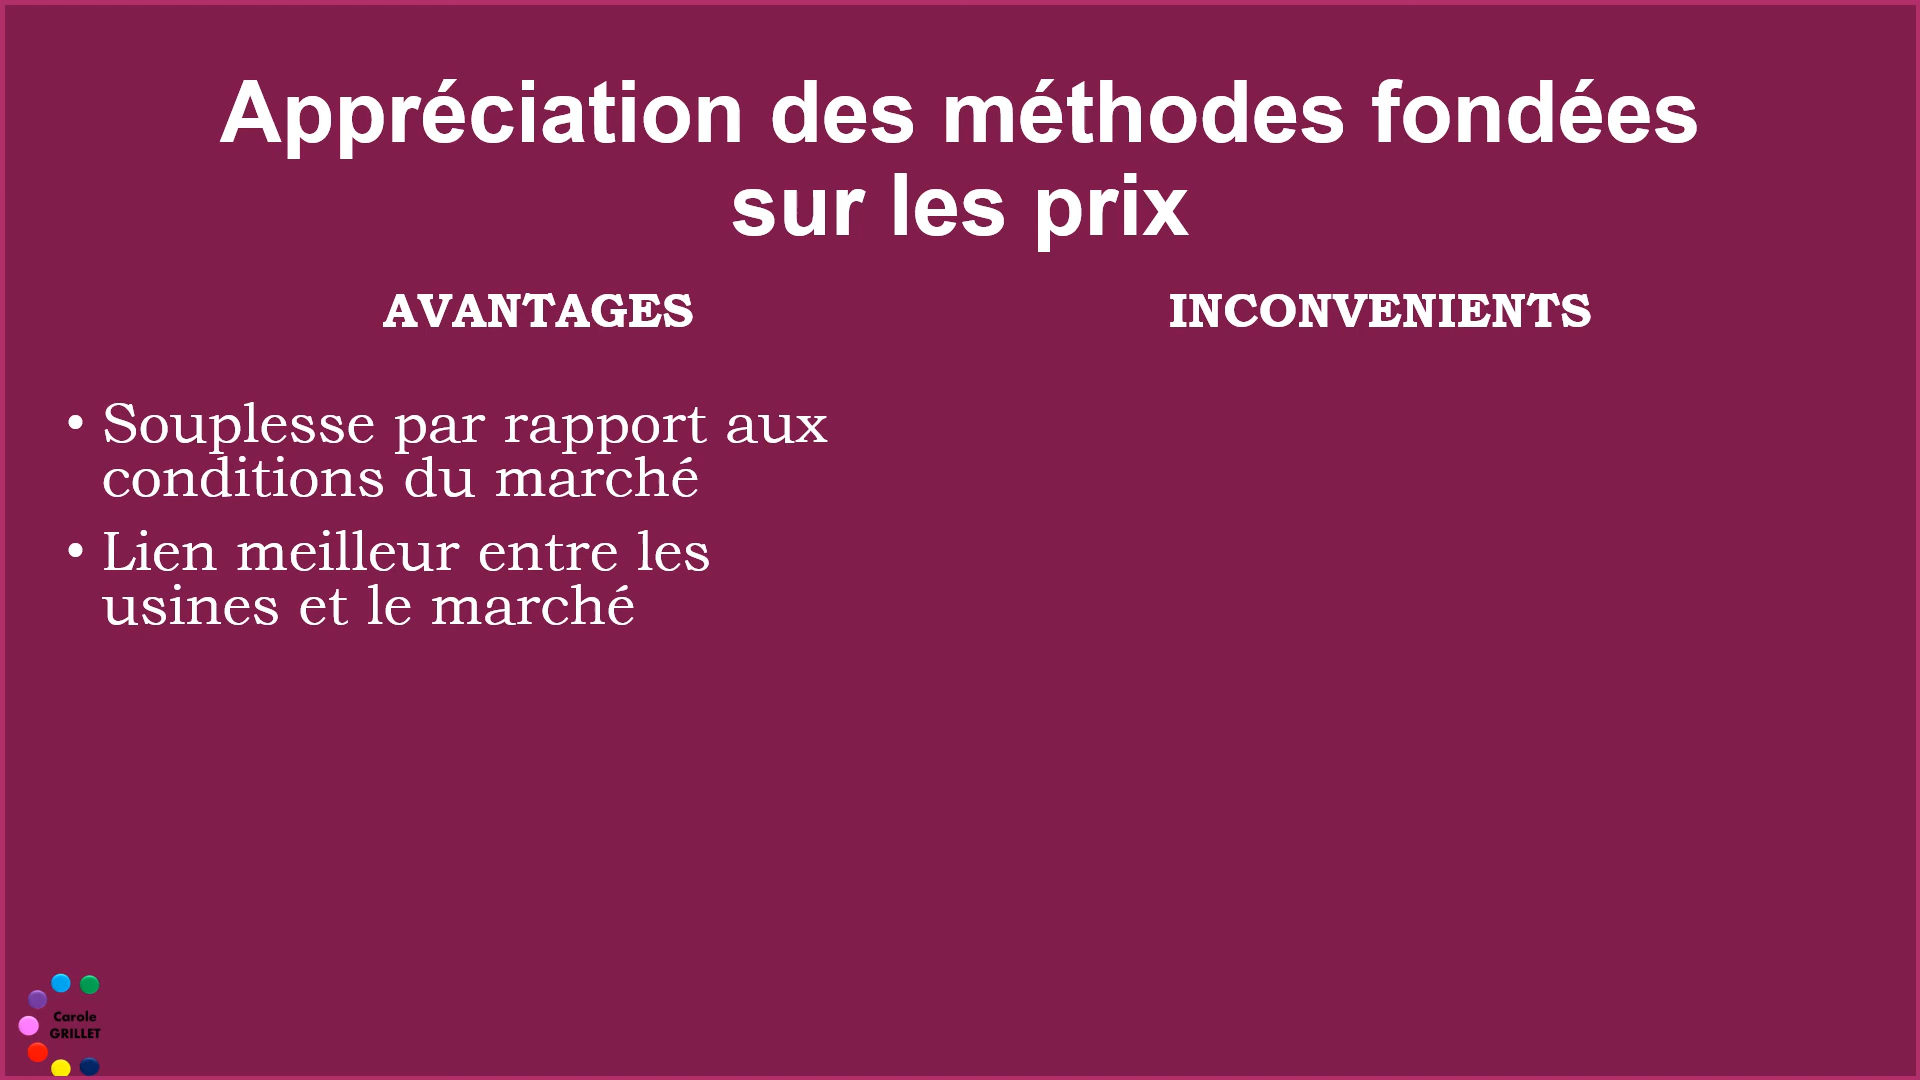 Appréciation des méthodes fondées
sur les prix
AVANTAGES
INCONVENIENTS
• Souplesse par rapport aux
conditions du marché
• Lien meilleur entre les
usines et le marché
Carole
GRILLET